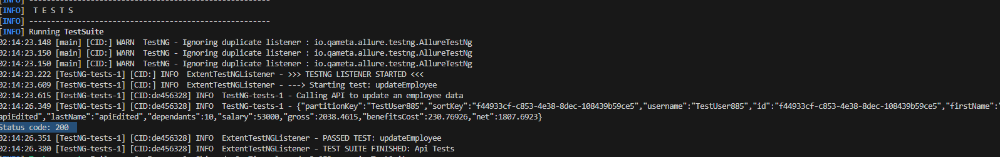 [INFO] -------------------------------------------------------
[INFO]  T E S T S
[INFO] -------------------------------------------------------
[INFO] Running TestSuite
02:14:23.148 [main] [CID:] WARN  TestNG - Ignoring duplicate listener : io.qameta.allure.testng.AllureTestNg
02:14:23.150 [main] [CID:] WARN  TestNG - Ignoring duplicate listener : io.qameta.allure.testng.AllureTestNg
02:14:23.150 [main] [CID:] WARN  TestNG - Ignoring duplicate listener : io.qameta.allure.testng.AllureTestNg
02:14:23.222 [TestNG-tests-1] [CID:] INFO  ExtentTestNGListener - >>> TESTNG LISTENER STARTED <<<
02:14:23.609 [TestNG-tests-1] [CID:] INFO  ExtentTestNGListener - ---> Starting test: updateEmployee
02:14:23.615 [TestNG-tests-1] [CID:de456328] INFO  TestNG-tests-1 - Calling API to update an employee data
02:14:26.349 [TestNG-tests-1] [CID:de456328] INFO  TestNG-tests-1 - {"partitionKey":"TestUser885","sortKey":"f44933cf-c853-4e38-8dec-108439b59ce5","username":"TestUser885","id":"f44933cf-c853-4e38-8dec-108439b59ce5","firstName":"
apiEdited","lastName":"apiEdited","dependants":10,"salary":53000,"gross":2038.4615,"benefitsCost":230.76926,"net":1807.6923}
Status code: 200
02:14:26.351 [TestNG-tests-1] [CID:de456328] INFO  ExtentTestNGListener - PASSED TEST: updateEmployee
02:14:26.380 [TestNG-tests-1] [CID:de456328] INFO  ExtentTestNGListener - TEST SUITE FINISHED: Api Tests